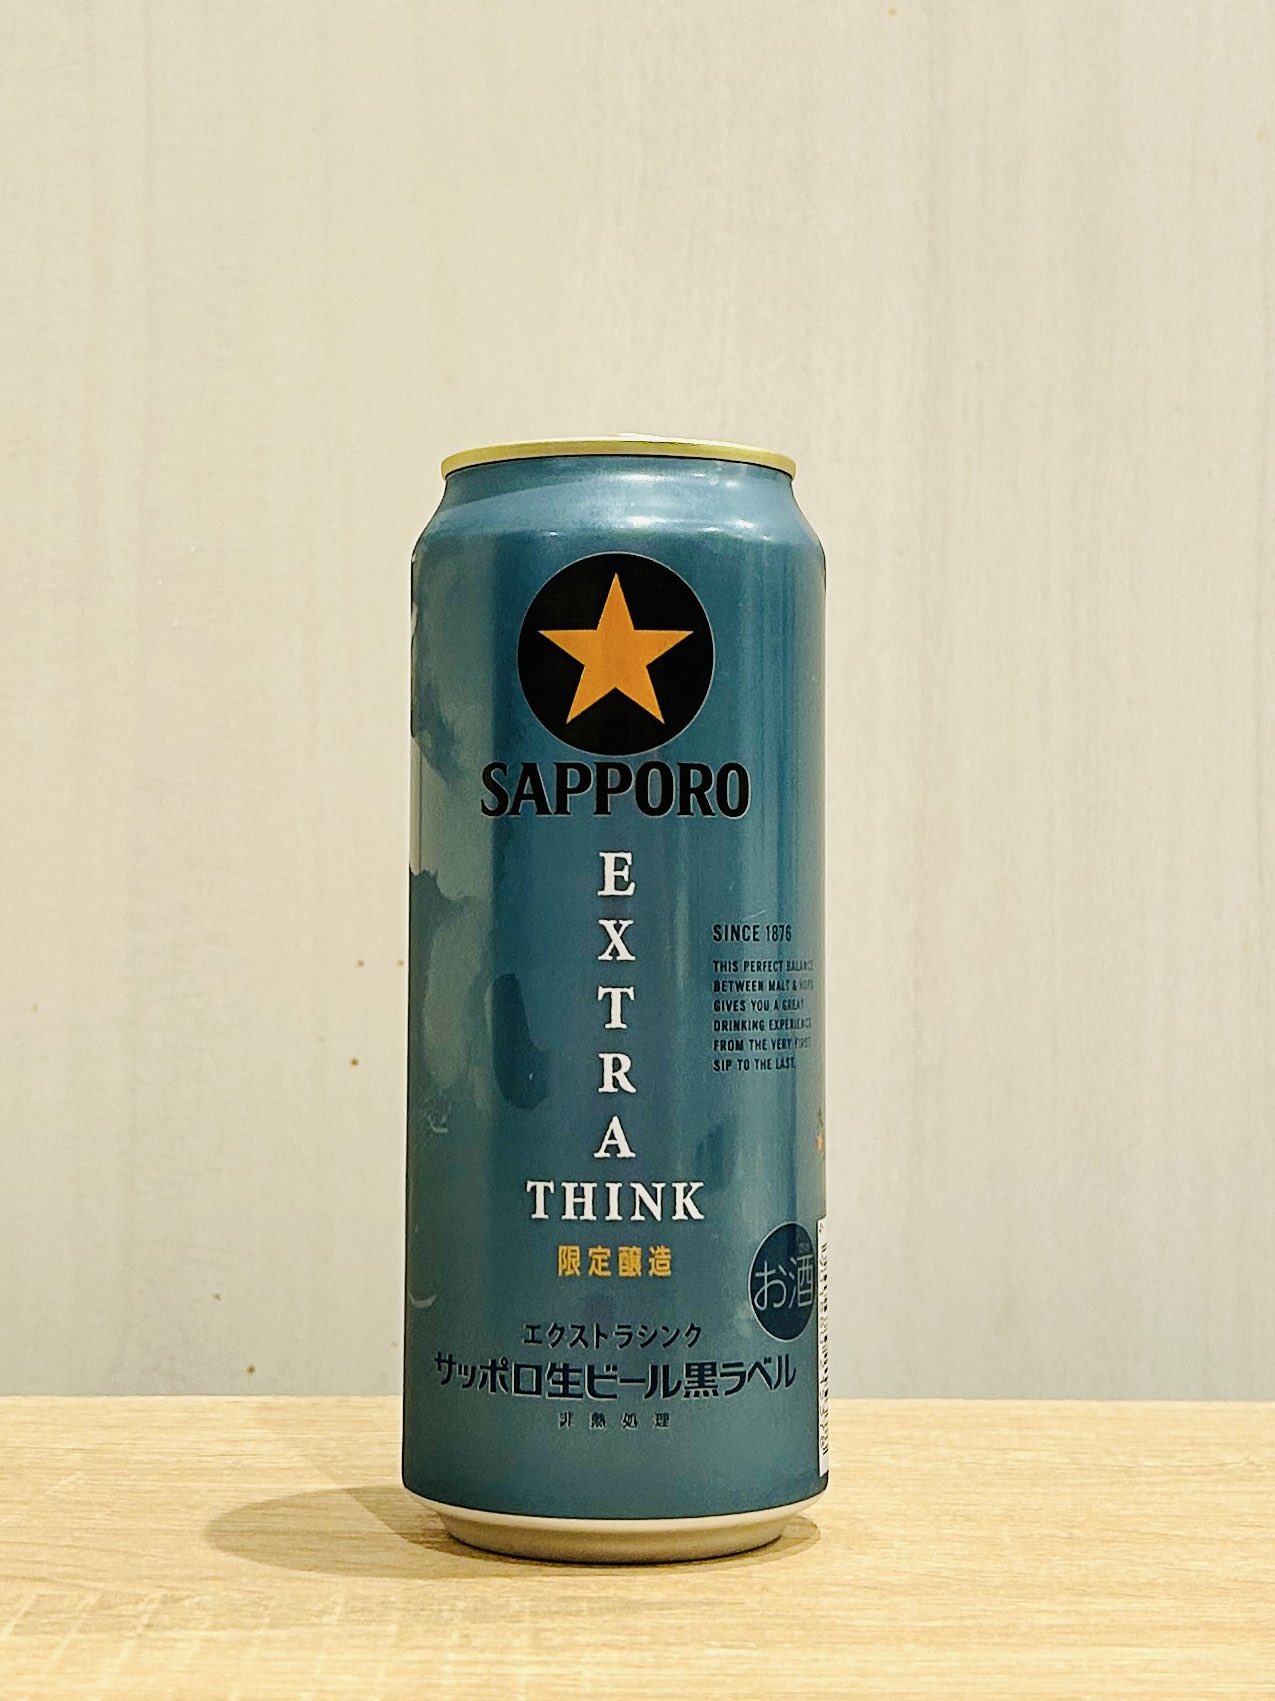 SAPPORO
E
X
T
R
A
THINK
限定醸造
エクストラシンク
サッポロ生ビール黒ラベル
非熱処理
SINCE 1876
THIS PERFECT BALANCE
BETWEEN MALT & HOPS
GIVES YOU A GREAT
DRINKING EXPERIENCE
FROM THE VERY FIRST
SIP TO THE LAST.
お酒